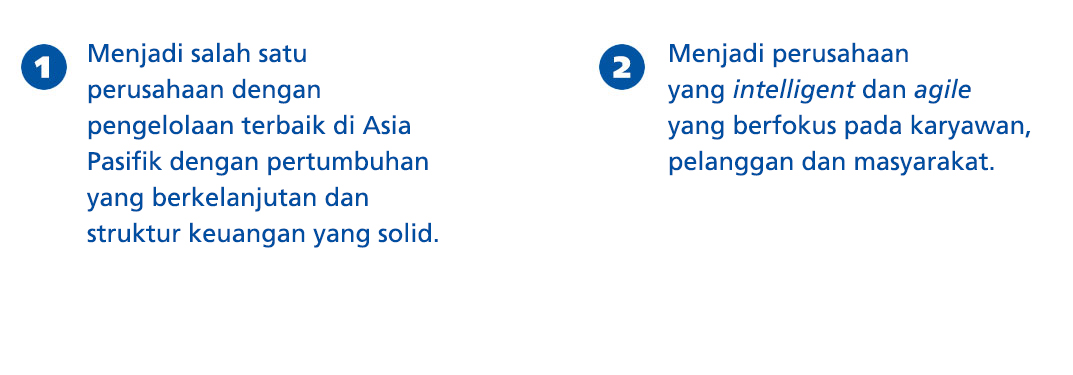 1
Menjadi salah satu
perusahaan dengan
pengelolaan terbaik di Asia
Pasifik dengan pertumbuhan
yang berkelanjutan dan
struktur keuangan yang solid.
2
Menjadi perusahaan
yang intelligent dan agile
yang berfokus pada karyawan,
pelanggan dan masyarakat.